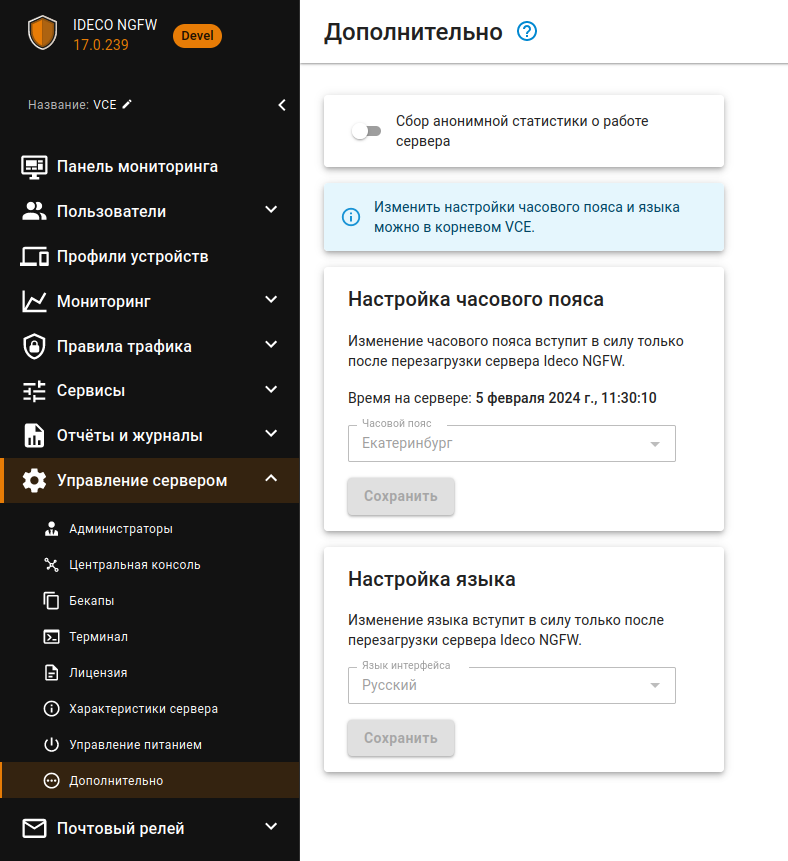 IDECO NGFW
17.0.239
Devel
Название: VCE
Панель мониторинга
Пользователи
Профили устройств
Мониторинг
Правила трафика
Сервисы
Отчёты и журналы
Управление сервером
Администраторы
Центральная консоль
Бекапы
Терминал
Лицензия
Характеристики сервера
Управление питанием
Дополнительно
Почтовый релей
Дополнительно
Сбор анонимной статистики о работе
сервера
Изменить настройки часового пояса и языка
можно в корневом VCE.
Настройка часового пояса
Изменение часового пояса вступит в силу только
после перезагрузки сервера Ideco NGFW.
Время на сервере: 5 февраля 2024 г., 11:30:10
Часовой пояс
Екатеринбург
Сохранить
Настройка языка
Изменение языка вступит в силу только после
перезагрузки сервера Ideco NGFW.
Язык интерфейса
Русский
Сохранить